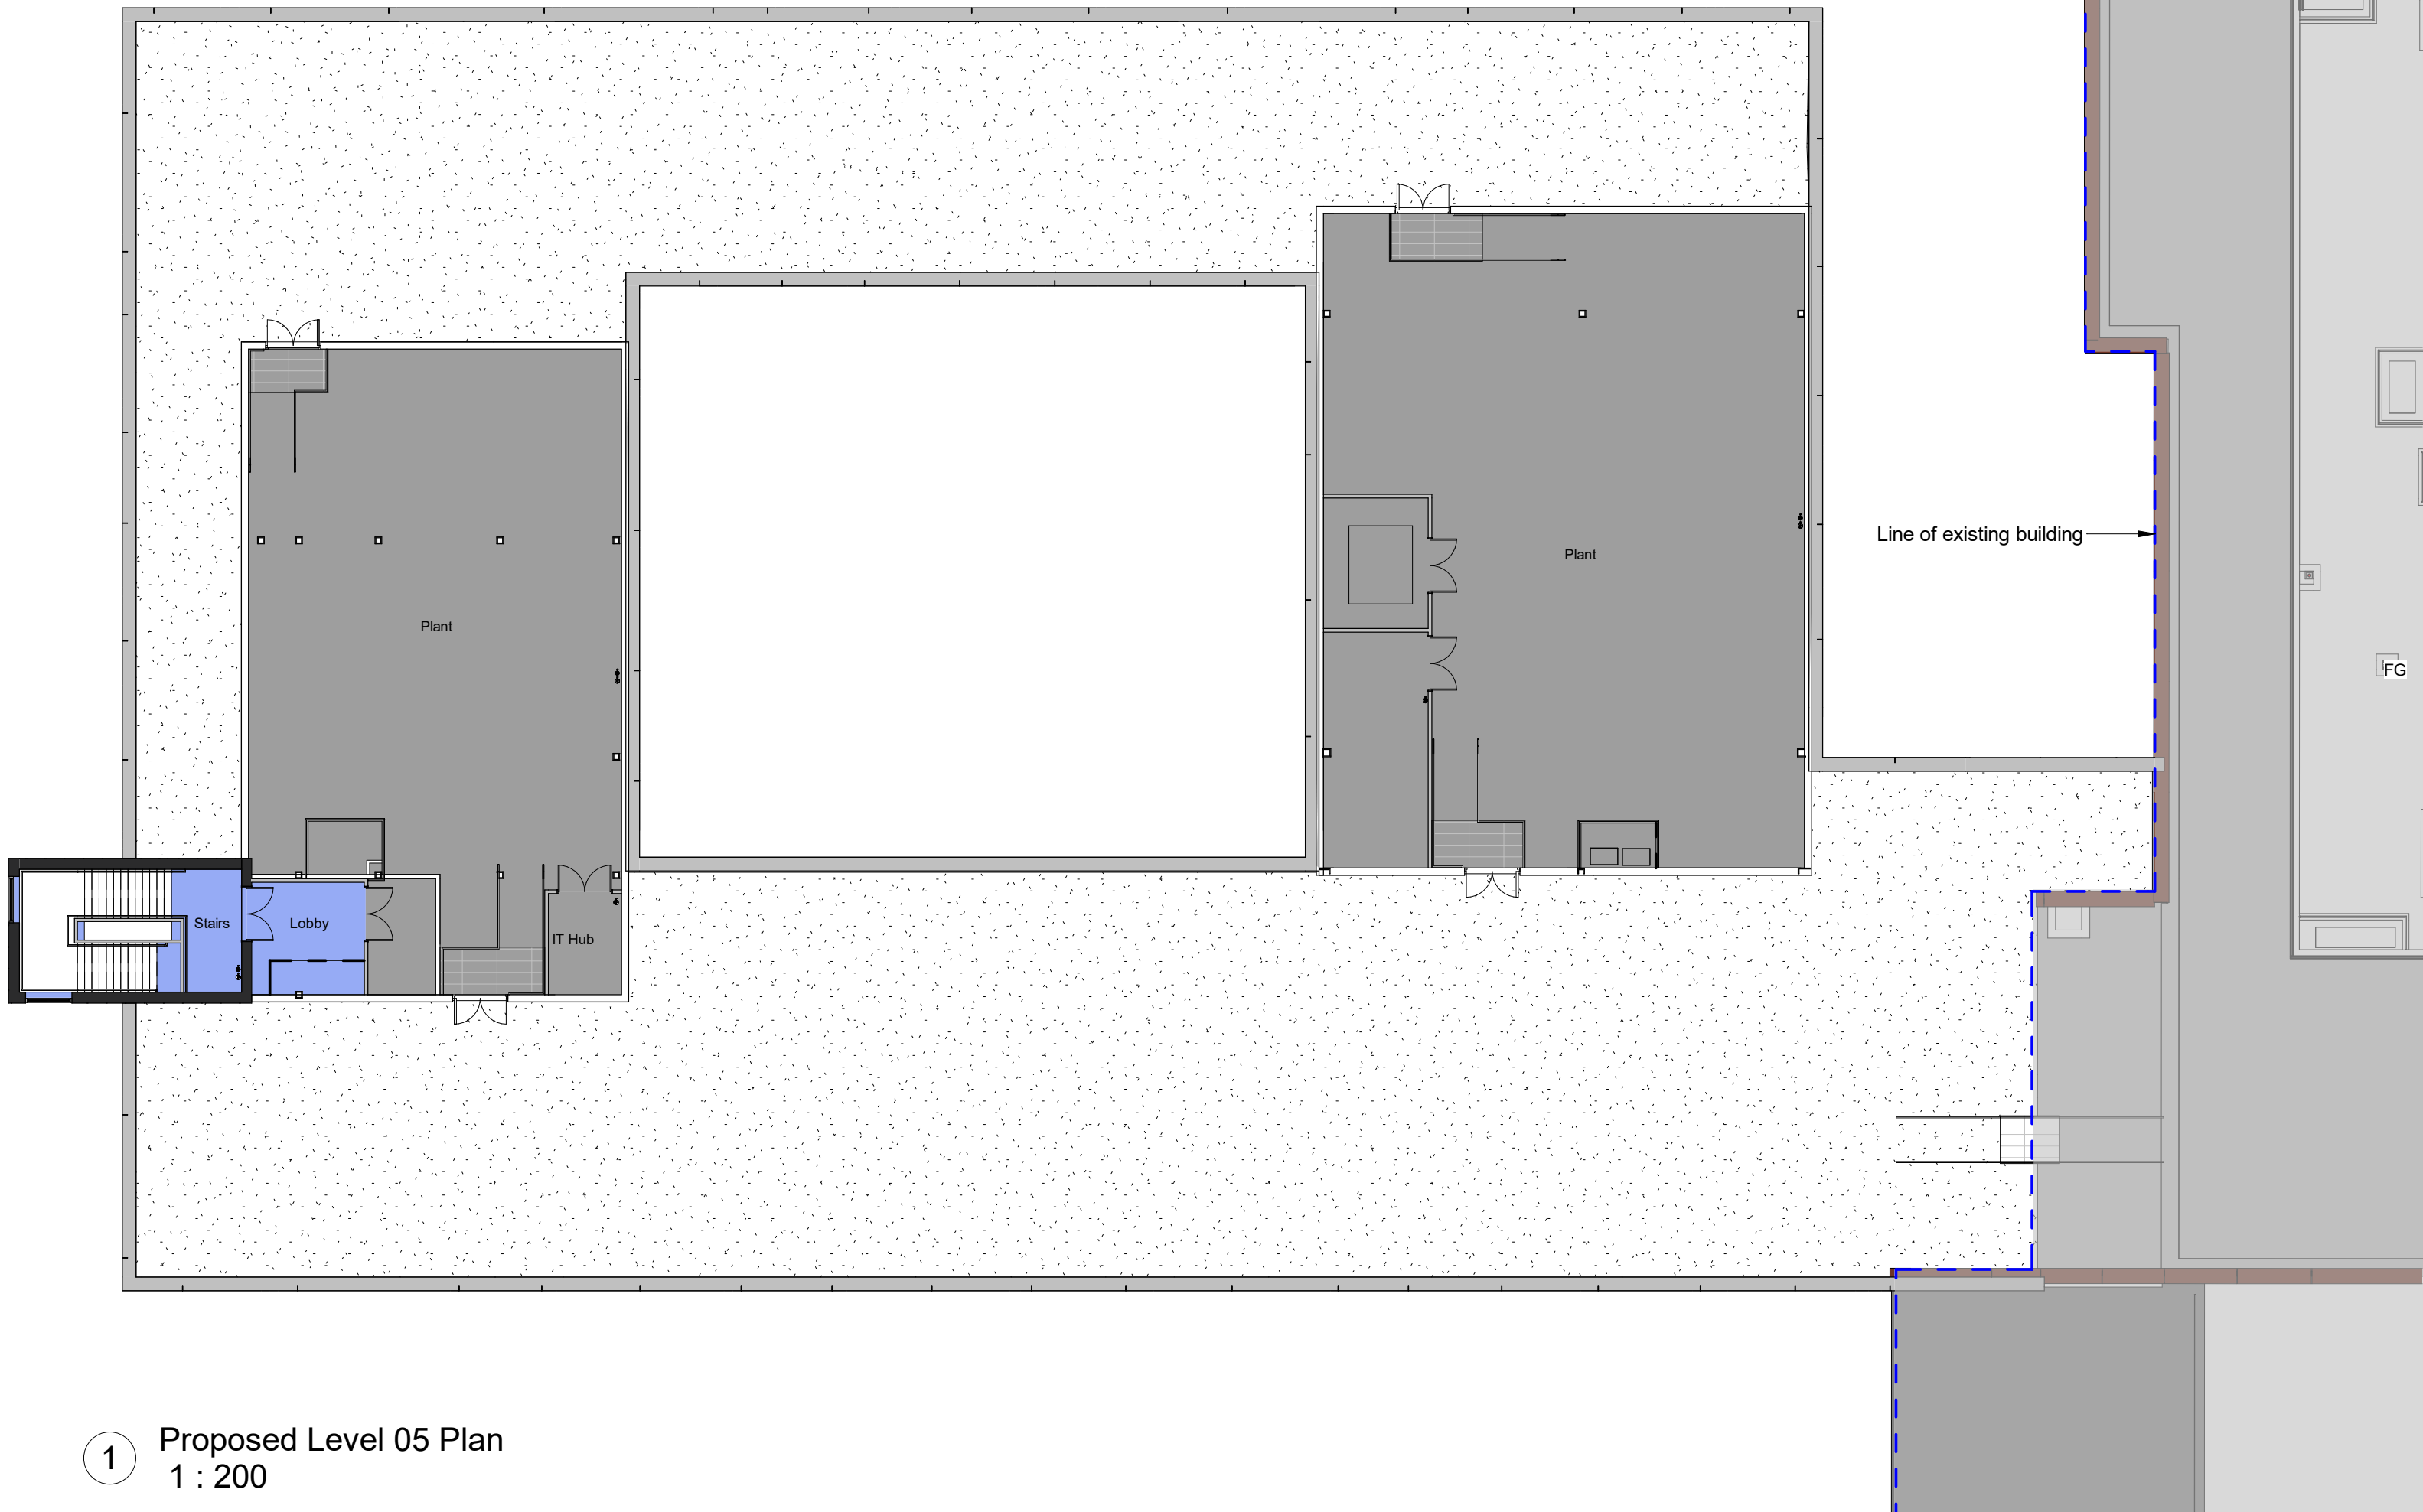 Line of existing building
Plant
Plant
FG
Stairs
Lobby
IT Hub
1
Proposed Level 05 Plan
1 : 200